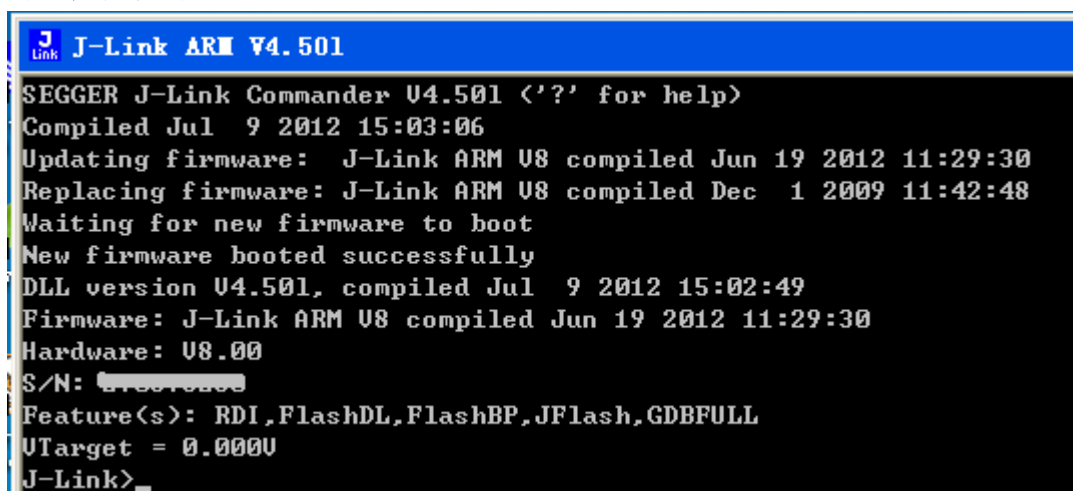 J-Link ARM V4.50l
SEGGER J-Link Commander V4.50l ('?' for help)
Compiled Jul  9 2012 15:03:06
Updating firmware:  J-Link ARM V8 compiled Jun 19 2012 11:29:30
Replacing firmware: J-Link ARM V8 compiled Dec  1 2009 11:42:48
Waiting for new firmware to boot
New firmware booted successfully
DLL version V4.50l, compiled Jul  9 2012 15:02:49
Firmware: J-Link ARM V8 compiled Jun 19 2012 11:29:30
Hardware: V8.00
S/N:
Feature(s): RDI,FlashDL,FlashBP,JFlash,GDBFULL
VTarget = 0.000V
J-Link>_